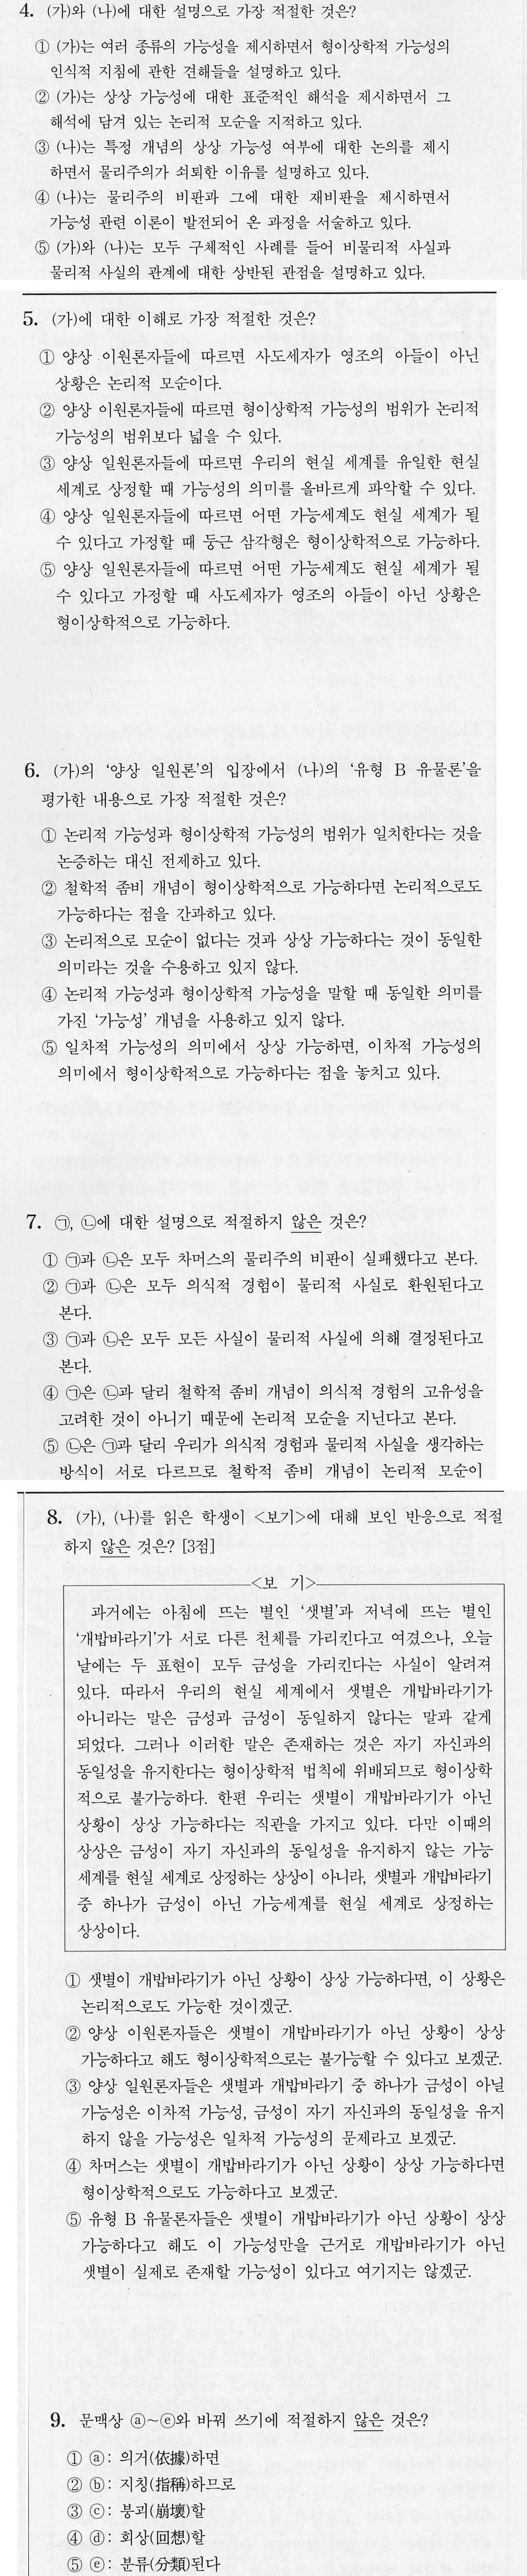 4. (가)와 (나)에 대한 설명으로 가장 적절한 것은?
① (가)는 여러 종류의 가능성을 제시하면서 형이상학적 가능성의
인식적 지침에 관한 견해들을 설명하고 있다.
② (가)는 상상 가능성에 대한 표준적인 해석을 제시하면서 그
해석에 담겨 있는 논리적 모순을 지적하고 있다.
③ (나)는 특정 개념의 상상 가능성 여부에 대한 논의를 제시
하면서 물리주의가 쇠퇴한 이유를 설명하고 있다.
④ (나)는 물리주의 비판과 그에 대한 재비판을 제시하면서
가능성 관련 이론이 발전되어 온 과정을 서술하고 있다.
⑤ (가)와 (나)는 모두 구체적인 사례를 들어 비물리적 사실과
물리적 사실의 관계에 대한 상반된 관점을 설명하고 있다.
5. (가)에 대한 이해로 가장 적절한 것은?
① 양상 이원론자들에 따르면 사도세자가 영조의 아들이 아닌
상황은 논리적 모순이다.
② 양상 이원론자들에 따르면 형이상학적 가능성의 범위가 논리적
가능성의 범위보다 넓을 수 있다.
③ 양상 일원론자들에 따르면 우리의 현실 세계를 유일한 현실
세계로 상정할 때 가능성의 의미를 올바르게 파악할 수 있다.
④ 양상 일원론자들에 따르면 어떤 가능세계도 현실 세계가 될
수 있다고 가정할 때 둥근 삼각형은 형이상학적으로 가능하다.
⑤ 양상 일원론자들에 따르면 어떤 가능세계도 현실 세계가 될
수 있다고 가정할 때 사도세자가 영조의 아들이 아닌 상황은
형이상학적으로 가능하다.
6. (가)의 '양상 일원론'의 입장에서 (나)의 '유형 B 유물론'을
평가한 내용으로 가장 적절한 것은?
① 논리적 가능성과 형이상학적 가능성의 범위가 일치한다는 것을
논증하는 대신 전제하고 있다.
② 철학적 좀비 개념이 형이상학적으로 가능하다면 논리적으로도
가능하다는 점을 간과하고 있다.
③ 논리적으로 모순이 없다는 것과 상상 가능하다는 것이 동일한
의미라는 것을 수용하고 있지 않다.
④ 논리적 가능성과 형이상학적 가능성을 말할 때 동일한 의미를
가진 '가능성' 개념을 사용하고 있지 않다.
⑤ 일차적 가능성의 의미에서 상상 가능하면, 이차적 가능성의
의미에서 형이상학적으로 가능하다는 점을 놓치고 있다.
7. ㉠, ㉡에 대한 설명으로 적절하지 않은 것은?
① ㉠과 ㉡은 모두 차머스의 물리주의 비판이 실패했다고 본다.
② ㉠과 ㉡은 모두 의식적 경험이 물리적 사실로 환원된다고
본다.
③ ㉠과 ㉡은 모두 모든 사실이 물리적 사실에 의해 결정된다고
본다.
④ ㉠은 ㉡과 달리 철학적 좀비 개념이 의식적 경험의 고유성을
고려한 것이 아니기 때문에 논리적 모순을 지닌다고 본다.
⑤ ㉡은 ㉠과 달리 우리가 의식적 경험과 물리적 사실을 생각하는
방식이 서로 다르므로 철학적 좀비 개념이 논리적 모순이
8. (가), (나)를 읽은 학생이 <보기>에 대해 보인 반응으로 적절
하지 않은 것은? [3점]
<보 기>
과거에는 아침에 뜨는 별인 '샛별'과 저녁에 뜨는 별인
'개밥바라기'가 서로 다른 천체를 가리킨다고 여겼으나, 오늘
날에는 두 표현이 모두 금성을 가리킨다는 사실이 알려져
있다. 따라서 우리의 현실 세계에서 샛별은 개밥바라기가
아니라는 말은 금성과 금성이 동일하지 않다는 말과 같게
되었다. 그러나 이러한 말은 존재하는 것은 자기 자신과의
동일성을 유지한다는 형이상학적 법칙에 위배되므로 형이상학
적으로 불가능하다. 한편 우리는 샛별이 개밥바라기가 아닌
상황이 상상 가능하다는 직관을 가지고 있다. 다만 이때의
상상은 금성이 자기 자신과의 동일성을 유지하지 않는 가능
세계를 현실 세계로 상정하는 상상이 아니라, 샛별과 개밥바라기
중 하나가 금성이 아닌 가능세계를 현실 세계로 상정하는
상상이다.
① 샛별이 개밥바라기가 아닌 상황이 상상 가능하다면, 이 상황은
논리적으로도 가능한 것이겠군.
② 양상 이원론자들은 샛별이 개밥바라기가 아닌 상황이 상상
가능하다고 해도 형이상학적으로는 불가능할 수 있다고 보겠군.
③ 양상 일원론자들은 샛별과 개밥바라기 중 하나가 금성이 아닐
가능성은 이차적 가능성, 금성이 자기 자신과의 동일성을 유지
하지 않을 가능성은 일차적 가능성의 문제라고 보겠군.
④ 차머스는 샛별이 개밥바라기가 아닌 상황이 상상 가능하다면
형이상학적으로도 가능하다고 보겠군.
⑤ 유형 B 유물론자들은 샛별이 개밥바라기가 아닌 상황이 상상
가능하다고 해도 이 가능성만을 근거로 개밥바라기가 아닌
샛별이 실제로 존재할 가능성이 있다고 여기지는 않겠군.
9. 문맥상 ⓐ~ⓔ와 바꿔 쓰기에 적절하지 않은 것은?
① ⓐ: 의거(依據)하면
② ⓑ: 지칭(指稱)하므로
③ ⓒ: 붕괴(崩壞)할
④ ⓓ: 회상(回想)할
⑤ ⓔ: 분류(分類)된다